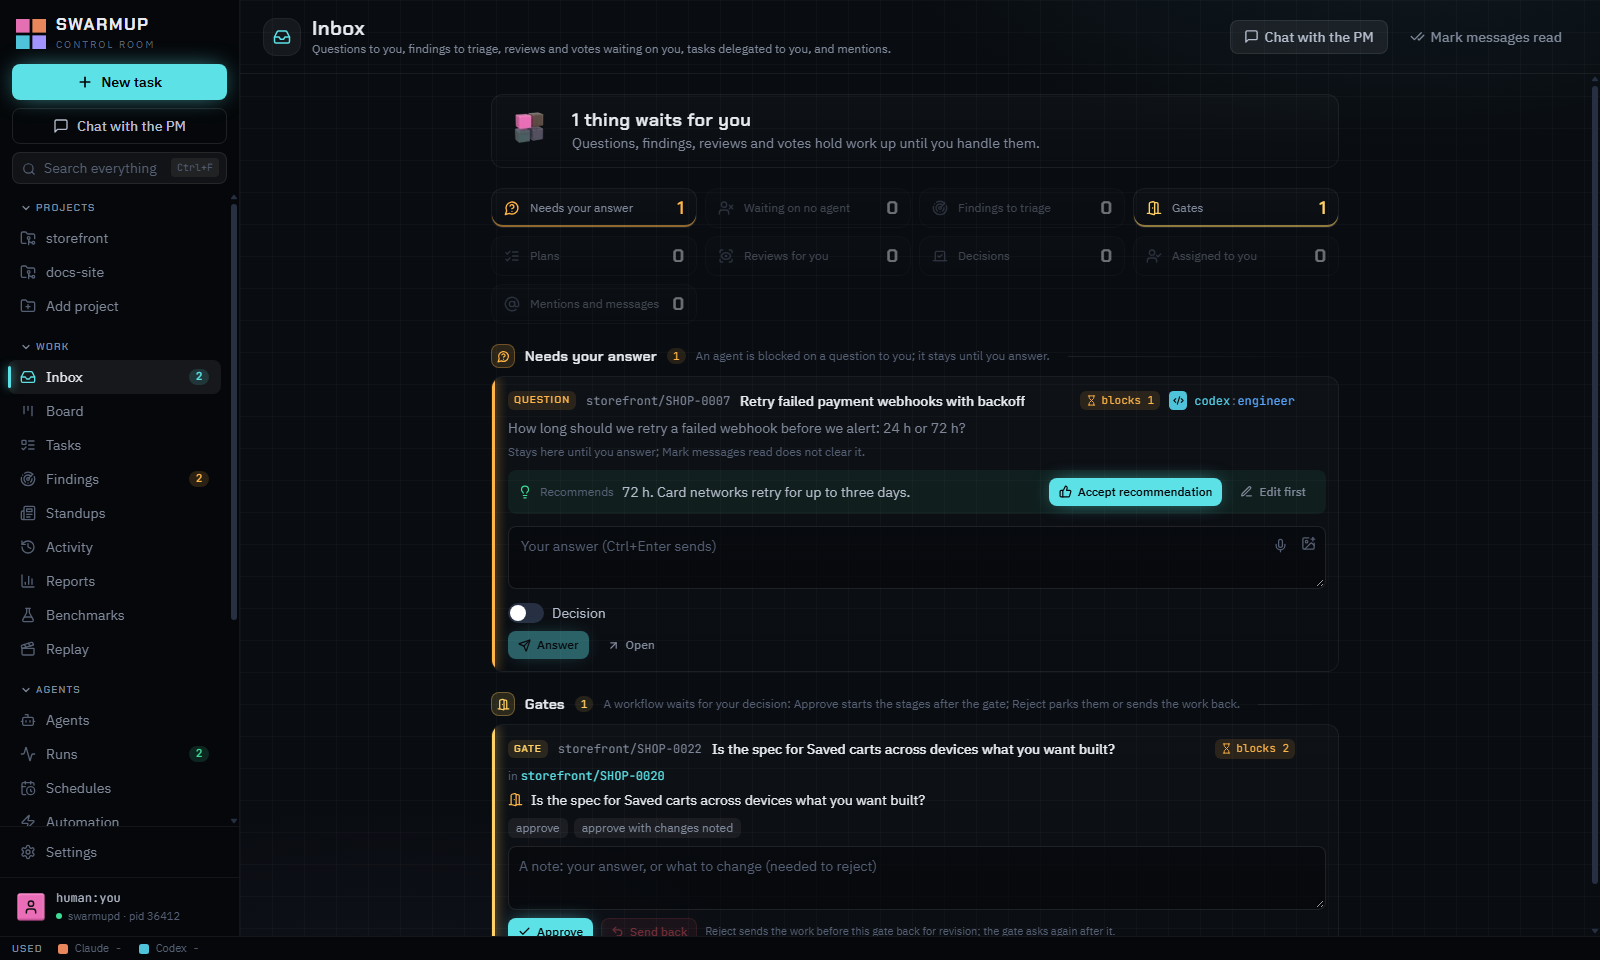 SWARMUP
CONTROL ROOM
New task
Chat with the PM
Search everything Ctrl+F
PROJECTS
storefront
docs-site
Add project
WORK
Inbox 2
Board
Tasks
Findings 2
Standups
Activity
Reports
Benchmarks
Replay
AGENTS
Agents
Runs 2
Schedules
Automation
Settings
human:you
swarmupd · pid 36412
USED Claude - Codex -
Inbox
Questions to you, findings to triage, reviews and votes waiting on you, tasks delegated to you, and mentions.
Chat with the PM
Mark messages read
1 thing waits for you
Questions, findings, reviews and votes hold work up until you handle them.
Needs your answer 1
Waiting on no agent 0
Findings to triage 0
Gates 1
Plans 0
Reviews for you 0
Decisions 0
Assigned to you 0
Mentions and messages 0
Needs your answer 1 An agent is blocked on a question to you; it stays until you answer.
QUESTION storefront/SHOP-0007 Retry failed payment webhooks with backoff blocks 1 codex:engineer
How long should we retry a failed webhook before we alert: 24 h or 72 h?
Stays here until you answer; Mark messages read does not clear it.
Recommends 72 h. Card networks retry for up to three days. Accept recommendation Edit first
Your answer (Ctrl+Enter sends)
Decision
Answer Open
Gates 1 A workflow waits for your decision: Approve starts the stages after the gate; Reject parks them or sends the work back.
GATE storefront/SHOP-0022 Is the spec for Saved carts across devices what you want built? blocks 2
in storefront/SHOP-0020
Is the spec for Saved carts across devices what you want built?
approve approve with changes noted
A note: your answer, or what to change (needed to reject)
Approve Send back Reject sends the work before this gate back for revision; the gate asks again after it.